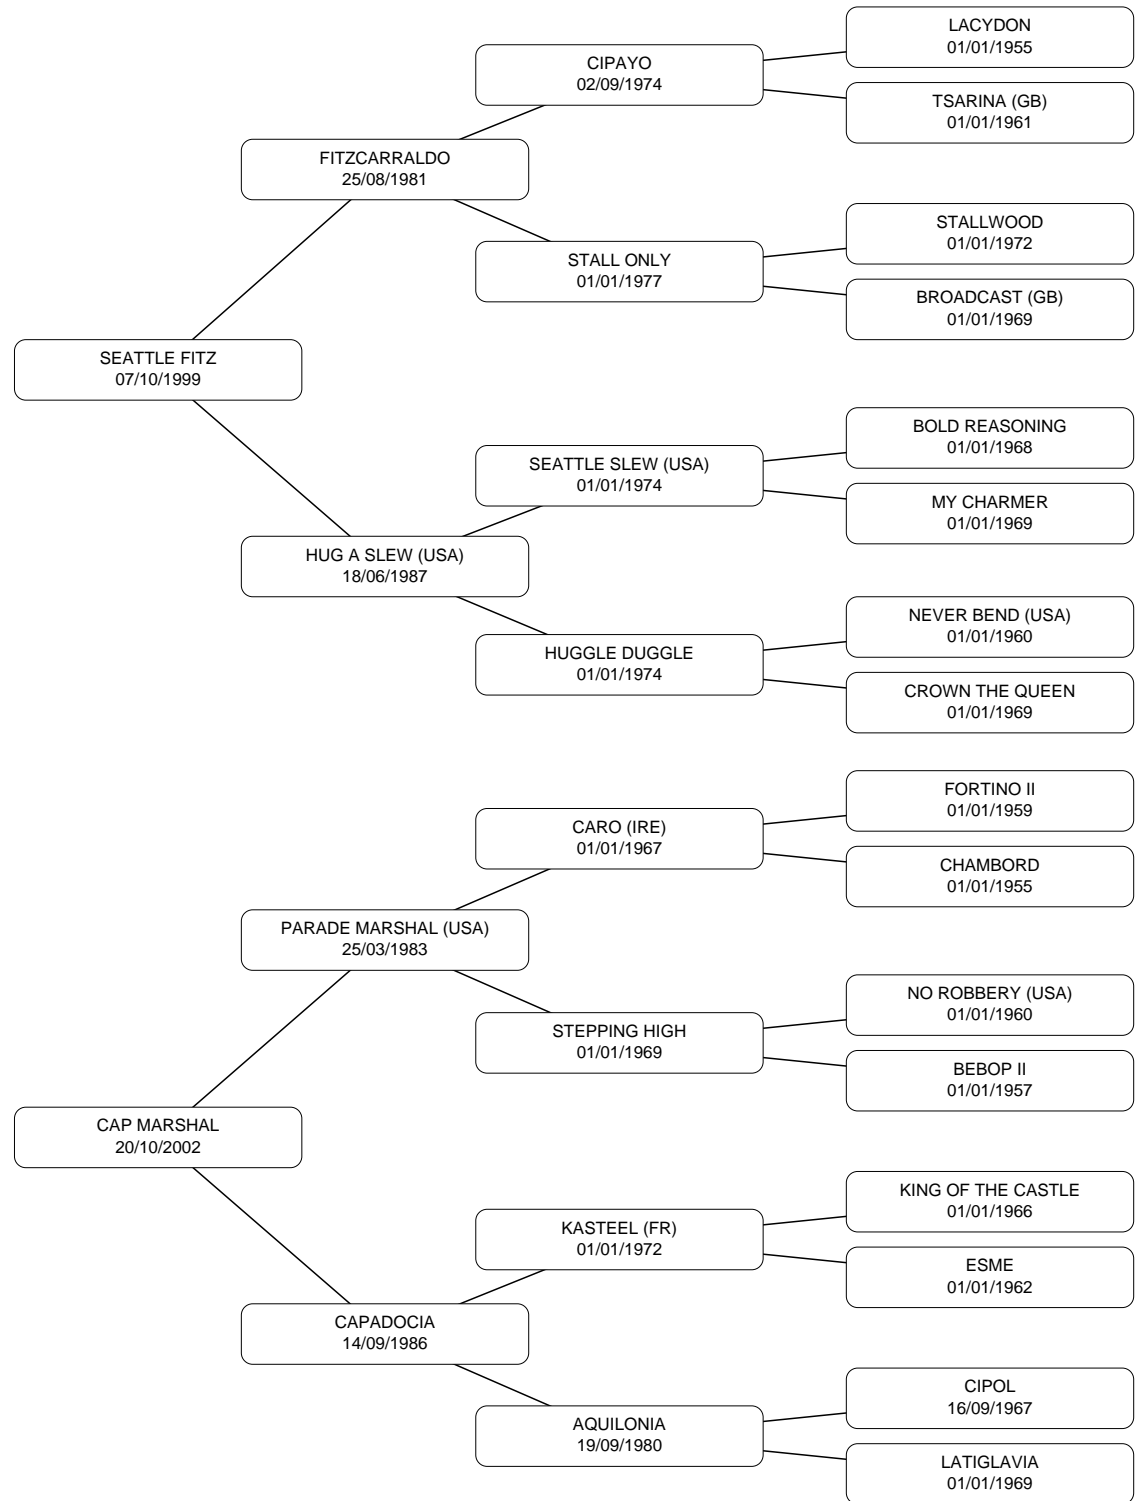 LACYDON
01/01/1955
CIPAYO
02/09/1974
TSARINA (GB)
01/01/1961
FITZCARRALDO
25/08/1981
STALLWOOD
01/01/1972
STALL ONLY
01/01/1977
BROADCAST (GB)
01/01/1969
SEATTLE FITZ
07/10/1999
BOLD REASONING
01/01/1968
SEATTLE SLEW (USA)
01/01/1974
MY CHARMER
01/01/1969
HUG A SLEW (USA)
18/06/1987
NEVER BEND (USA)
01/01/1960
HUGGLE DUGGLE
01/01/1974
CROWN THE QUEEN
01/01/1969
FORTINO II
01/01/1959
CARO (IRE)
01/01/1967
CHAMBORD
01/01/1955
PARADE MARSHAL (USA)
25/03/1983
NO ROBBERY (USA)
01/01/1960
STEPPING HIGH
01/01/1969
BEBOP II
01/01/1957
CAP MARSHAL
20/10/2002
KING OF THE CASTLE
01/01/1966
KASTEEL (FR)
01/01/1972
ESME
01/01/1962
CAPADOCIA
14/09/1986
CIPOL
16/09/1967
AQUILONIA
19/09/1980
LATIGLAVIA
01/01/1969